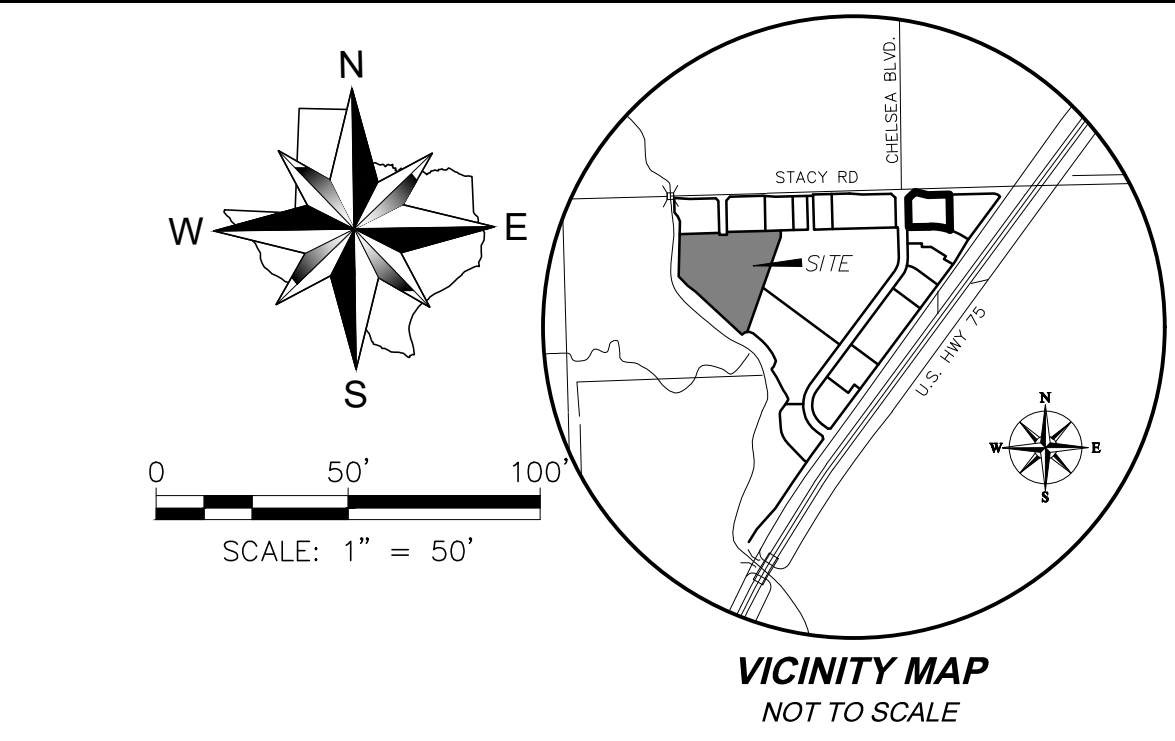 N
W
E
S
0 50' 100'
SCALE: 1" = 50'
CHELSEA BLVD.
STACY RD
SITE
U.S. HWY 75
N
W
E
S
VICINITY MAP
NOT TO SCALE